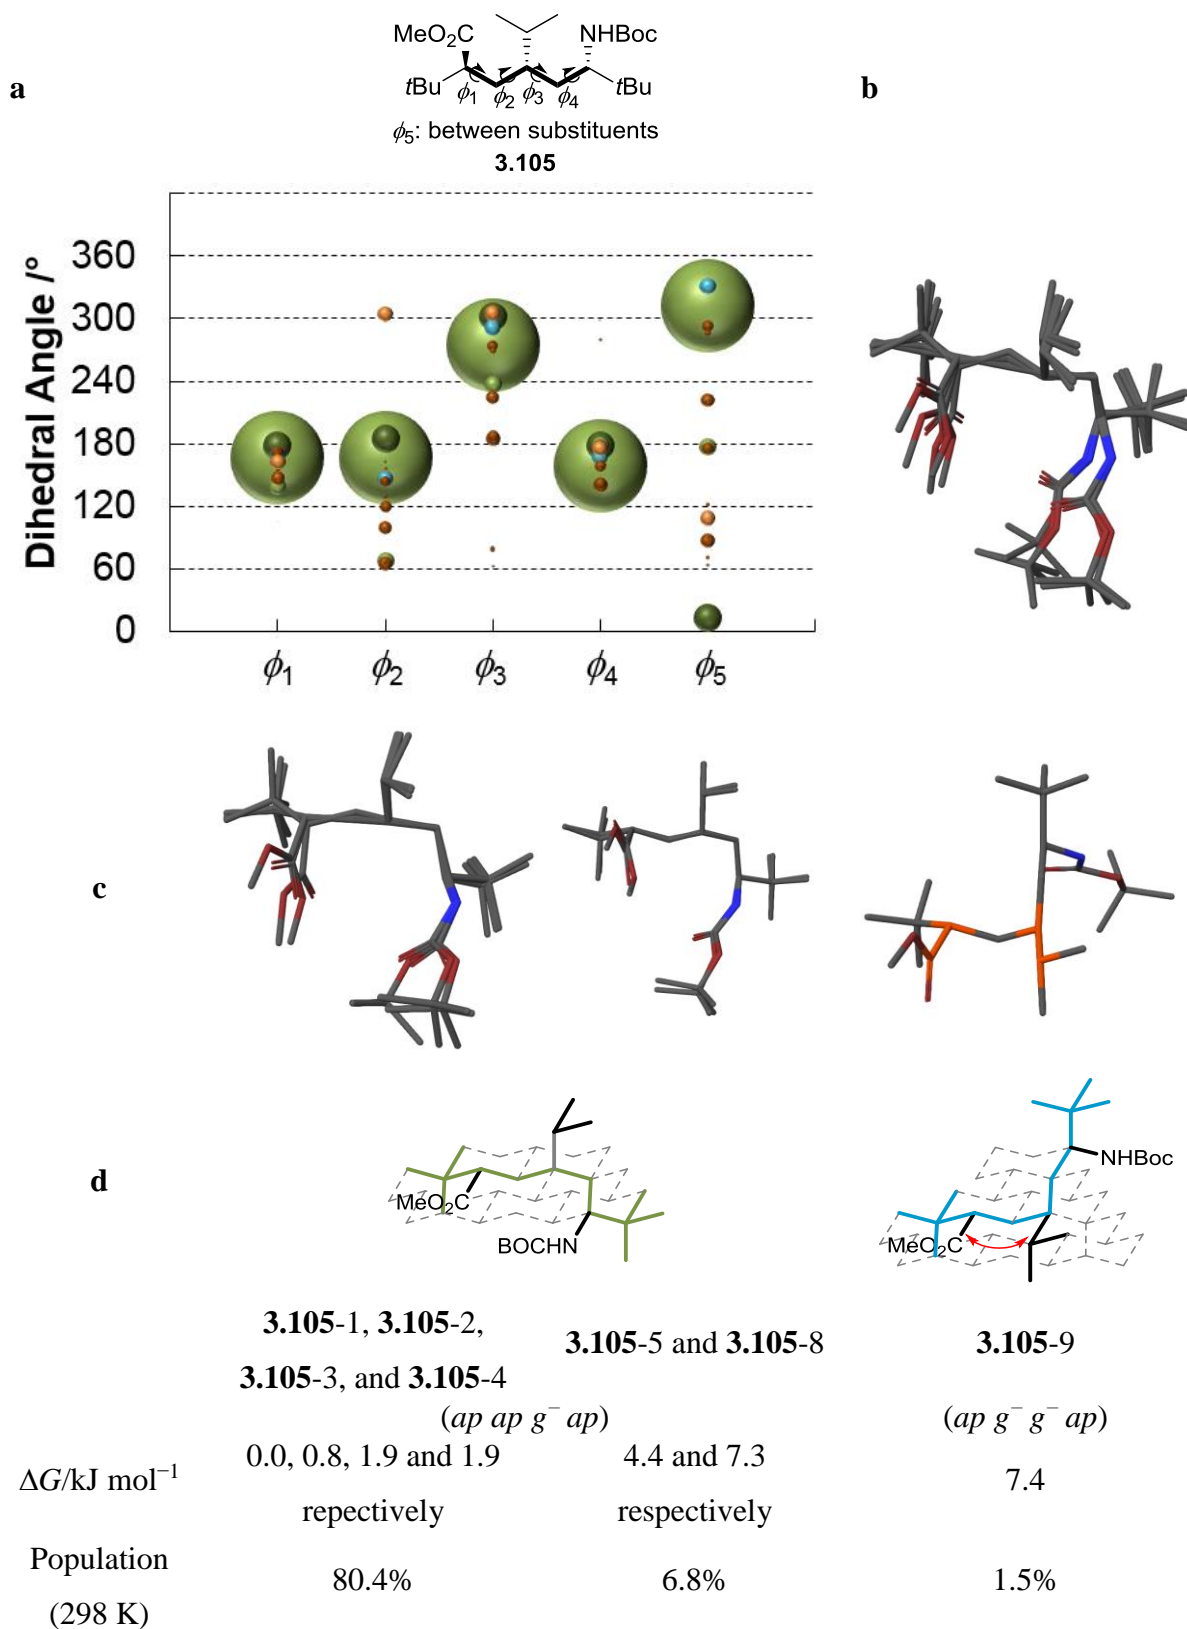 MeO₂C NHBoc
a b
tBu ϕ₁ ϕ₂ ϕ₃ ϕ₄ tBu
ϕ₅: between substituents
3.105
Dihedral Angle /°
360
300
240
180
120
60
0
ϕ₁ ϕ₂ ϕ₃ ϕ₄ ϕ₅
c
d
MeO₂C
BOCHN
NHBoc
MeO₂C
3.105-1, 3.105-2,
3.105-3, and 3.105-4
3.105-5 and 3.105-8
3.105-9
(ap ap g⁻ ap)
(ap g⁻ g⁻ ap)
ΔG/kJ mol⁻¹
0.0, 0.8, 1.9 and 1.9
repectively
4.4 and 7.3
respectively
7.4
Population
(298 K)
80.4%
6.8%
1.5%